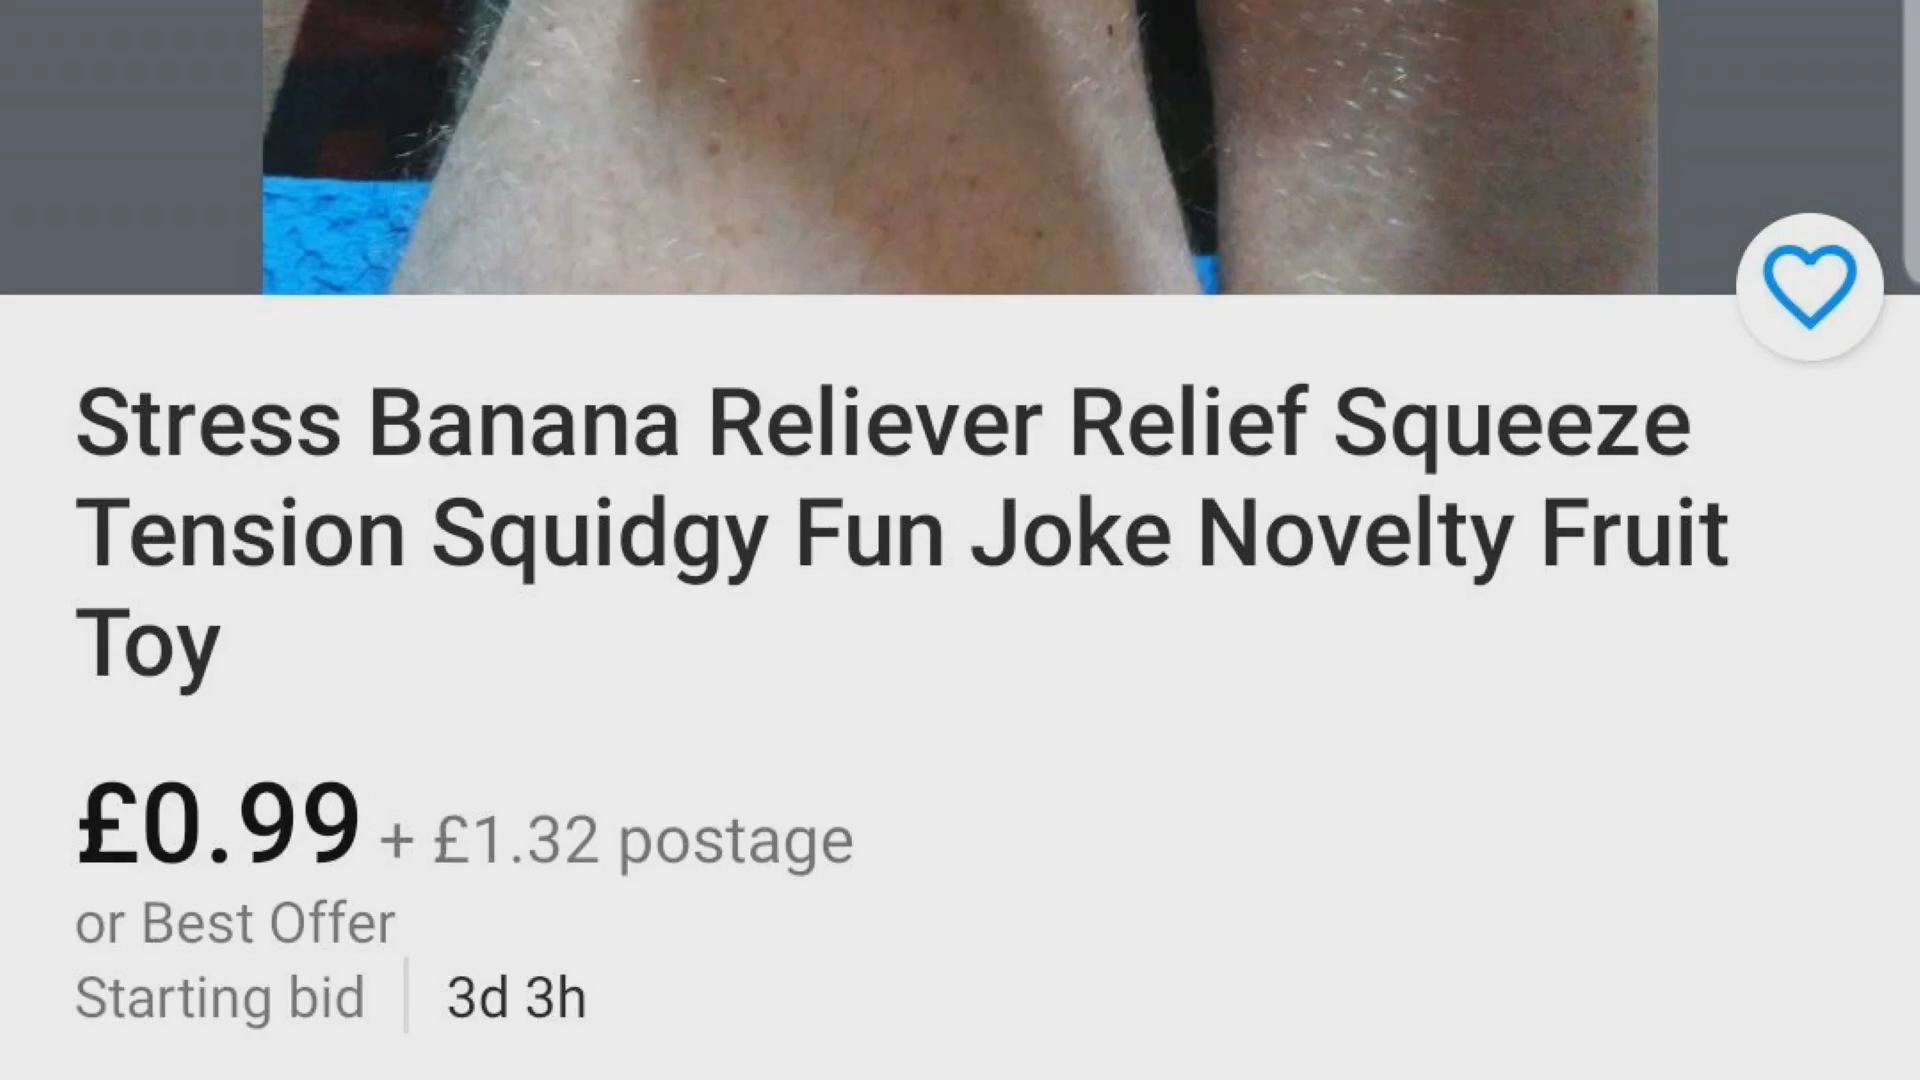 Stress Banana Reliever Relief Squeeze
Tension Squidgy Fun Joke Novelty Fruit
Toy
£0.99 + £1.32 postage
or Best Offer
Starting bid 3d 3h